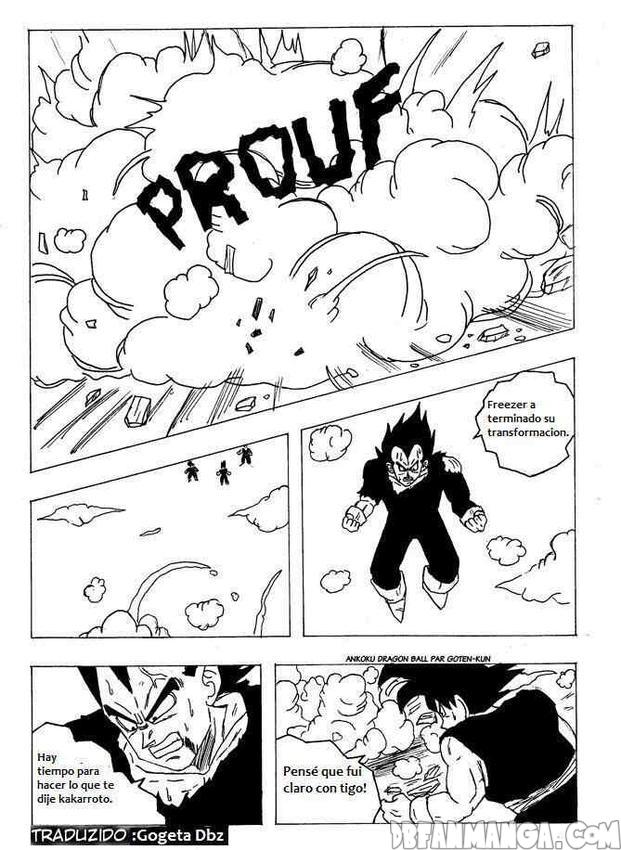 PROUF
Freezer a
terminado su
transformacion.
ANKOKU DRAGON BALL PAR GOTEN-KUN
Hay
tiempo para
hacer lo que te
dije kakarroto.
Pensé que fui
claro con tigo!
TRADUZIDO :Gogeta Dbz
DBFANMANGA.COM